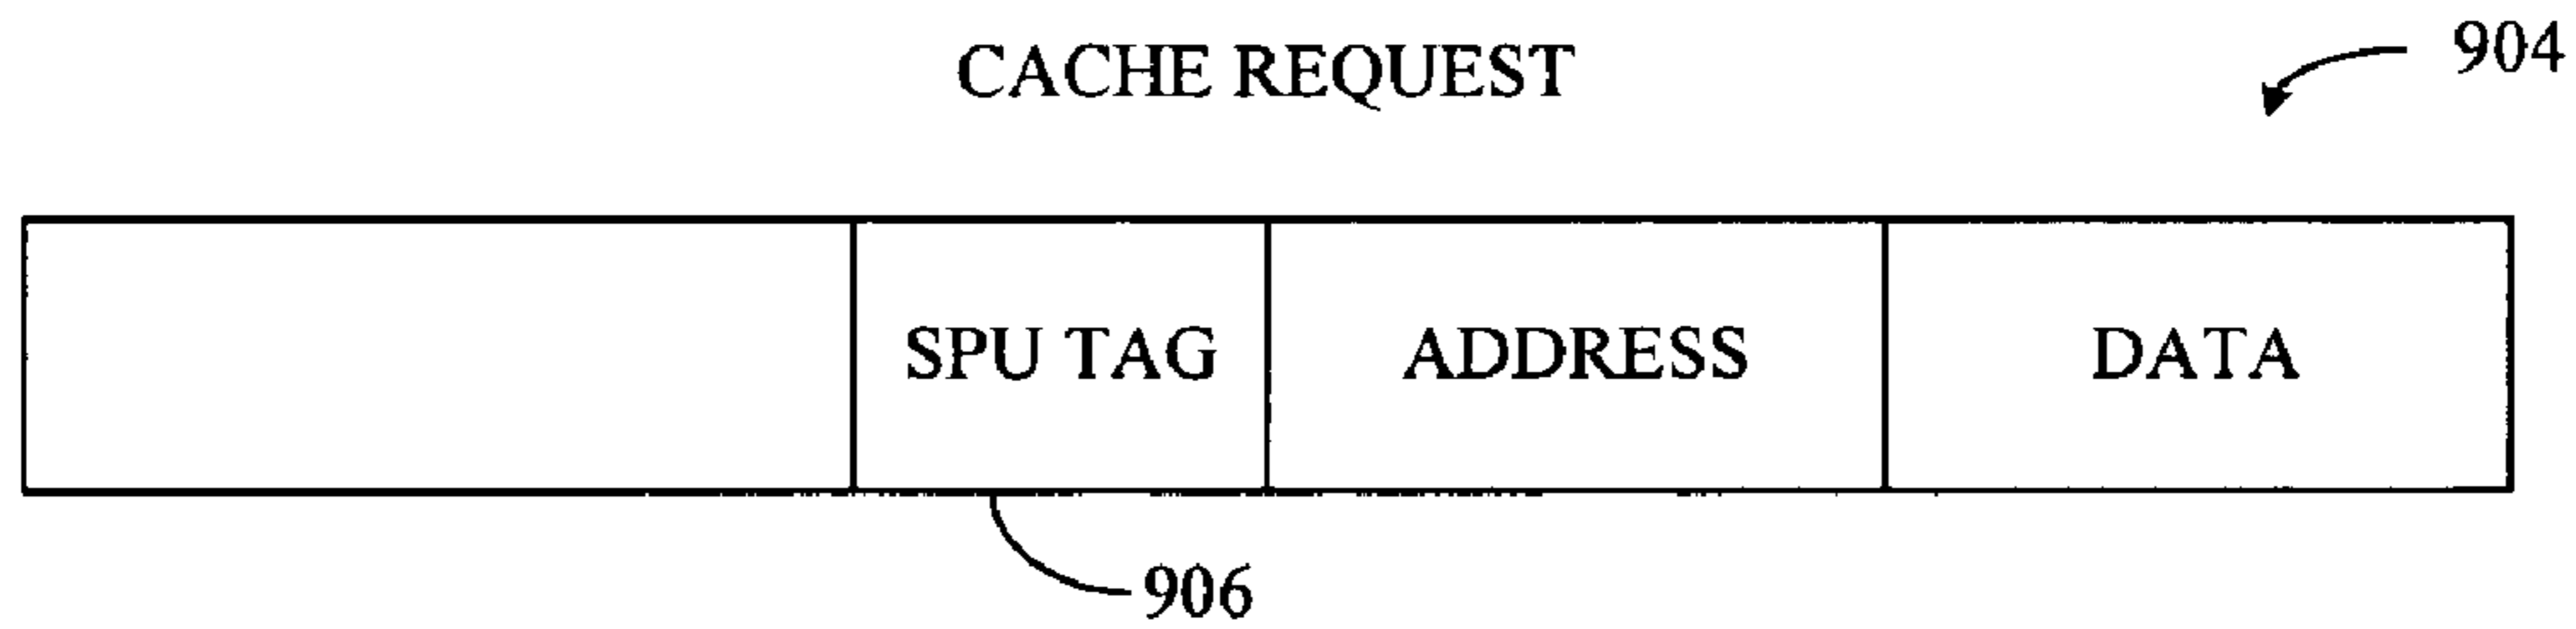 904
CACHE REQUEST
SPU TAG ADDRESS DATA
906